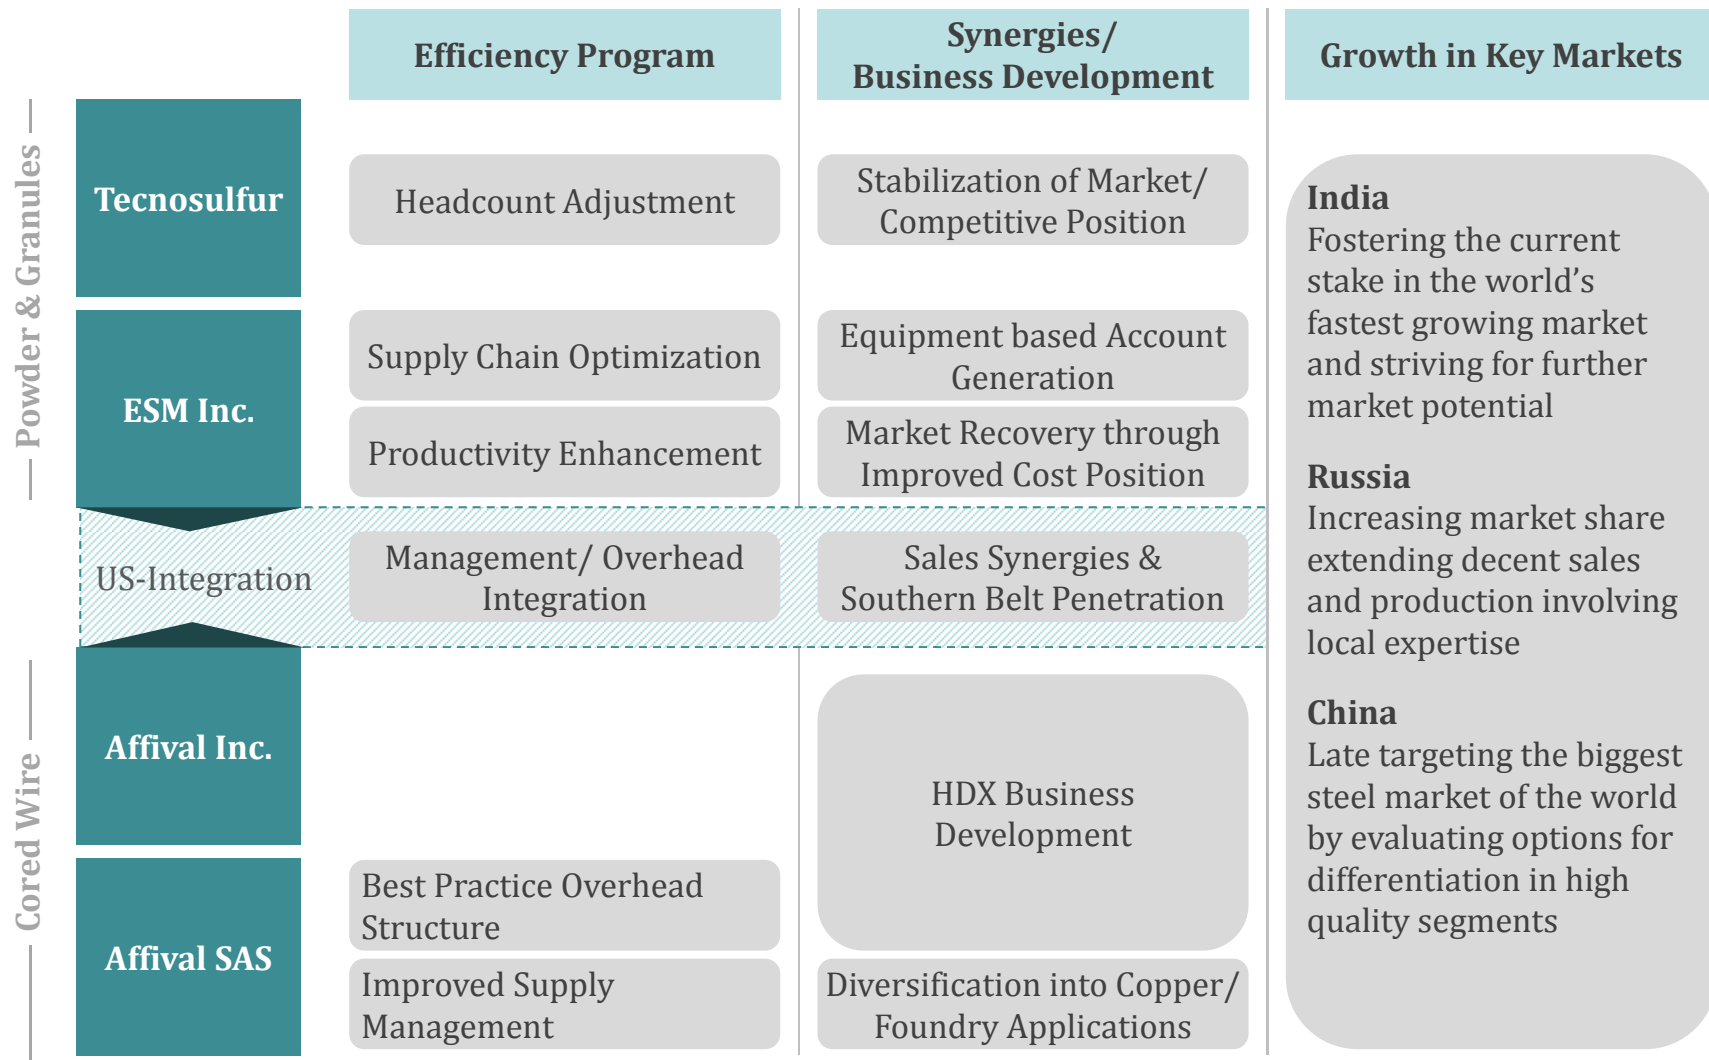 Efficiency Program
Synergies/
Business Development
Growth in Key Markets
Powder & Granules
Tecnosulfur
Headcount Adjustment
Stabilization of Market/
Competitive Position
ESM Inc.
Supply Chain Optimization
Equipment based Account
Generation
Productivity Enhancement
Market Recovery through
Improved Cost Position
US-Integration
Management/ Overhead
Integration
Sales Synergies &
Southern Belt Penetration
Cored Wire
Affival Inc.
HDX Business
Development
Affival SAS
Best Practice Overhead
Structure
Improved Supply
Management
Diversification into Copper/
Foundry Applications
India
Fostering the current
stake in the world's
fastest growing market
and striving for further
market potential
Russia
Increasing market share
extending decent sales
and production involving
local expertise
China
Late targeting the biggest
steel market of the world
by evaluating options for
differentiation in high
quality segments